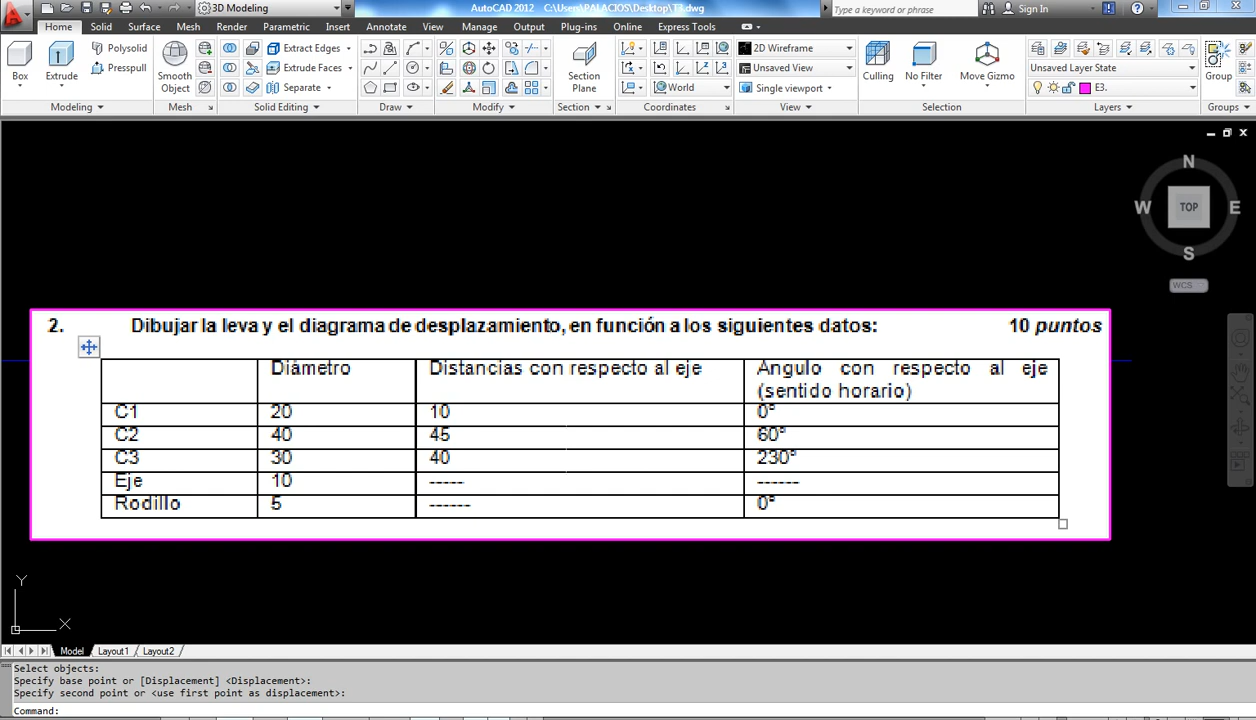 3D Modeling
AutoCAD 2012 C:\Users\PALACIOS\Desktop\T3.dwg
Type a keyword or phrase
Sign In
Home Solid Surface Mesh Render Parametric Insert Annotate View Manage Output Plug-ins Online Express Tools
Box
Extrude
Polysolid
Presspull
Smooth Object
Extract Edges
Extrude Faces
Separate
Section Plane
World
2D Wireframe
Unsaved View
Single viewport
Culling
No Filter
Move Gizmo
Unsaved Layer State
E3.
Group
Modeling Mesh Solid Editing Draw Modify Section Coordinates View Selection Layers Groups
N
W TOP E
S
WCS
2. Dibujar la leva y el diagrama de desplazamiento, en función a los siguientes datos: 10 puntos
Diámetro Distancias con respecto al eje Angulo con respecto al eje (sentido horario)
C1 20 10 0º
C2 40 45 60º
C3 30 40 230º
Eje 10 ----- ------
Rodillo 5 ------ 0º
Y
X
Model Layout1 Layout2
Select objects:
Specify base point or [Displacement] <Displacement>:
Specify second point or <use first point as displacement>:
Command: